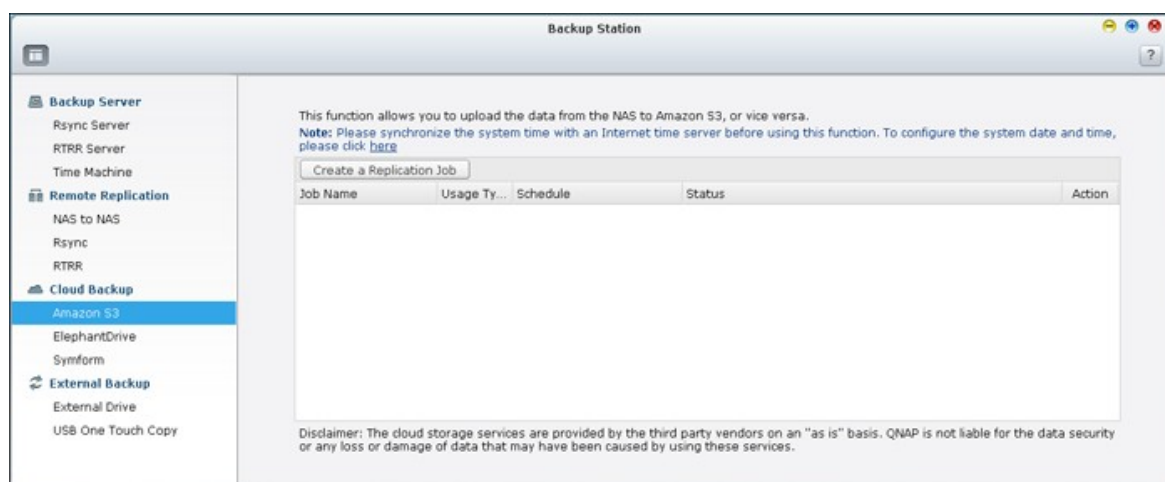 Backup Station
?
Backup Server
Rsync Server
RTRR Server
Time Machine
Remote Replication
NAS to NAS
Rsync
RTRR
Cloud Backup
Amazon S3
ElephantDrive
Symform
External Backup
External Drive
USB One Touch Copy
This function allows you to upload the data from the NAS to Amazon S3, or vice versa.
Note: Please synchronize the system time with an Internet time server before using this function. To configure the system date and time,
please click here
Create a Replication Job
Job Name Usage Ty... Schedule Status Action
Disclaimer: The cloud storage services are provided by the third party vendors on an "as is" basis. QNAP is not liable for the data security
or any loss or damage of data that may have been caused by using these services.